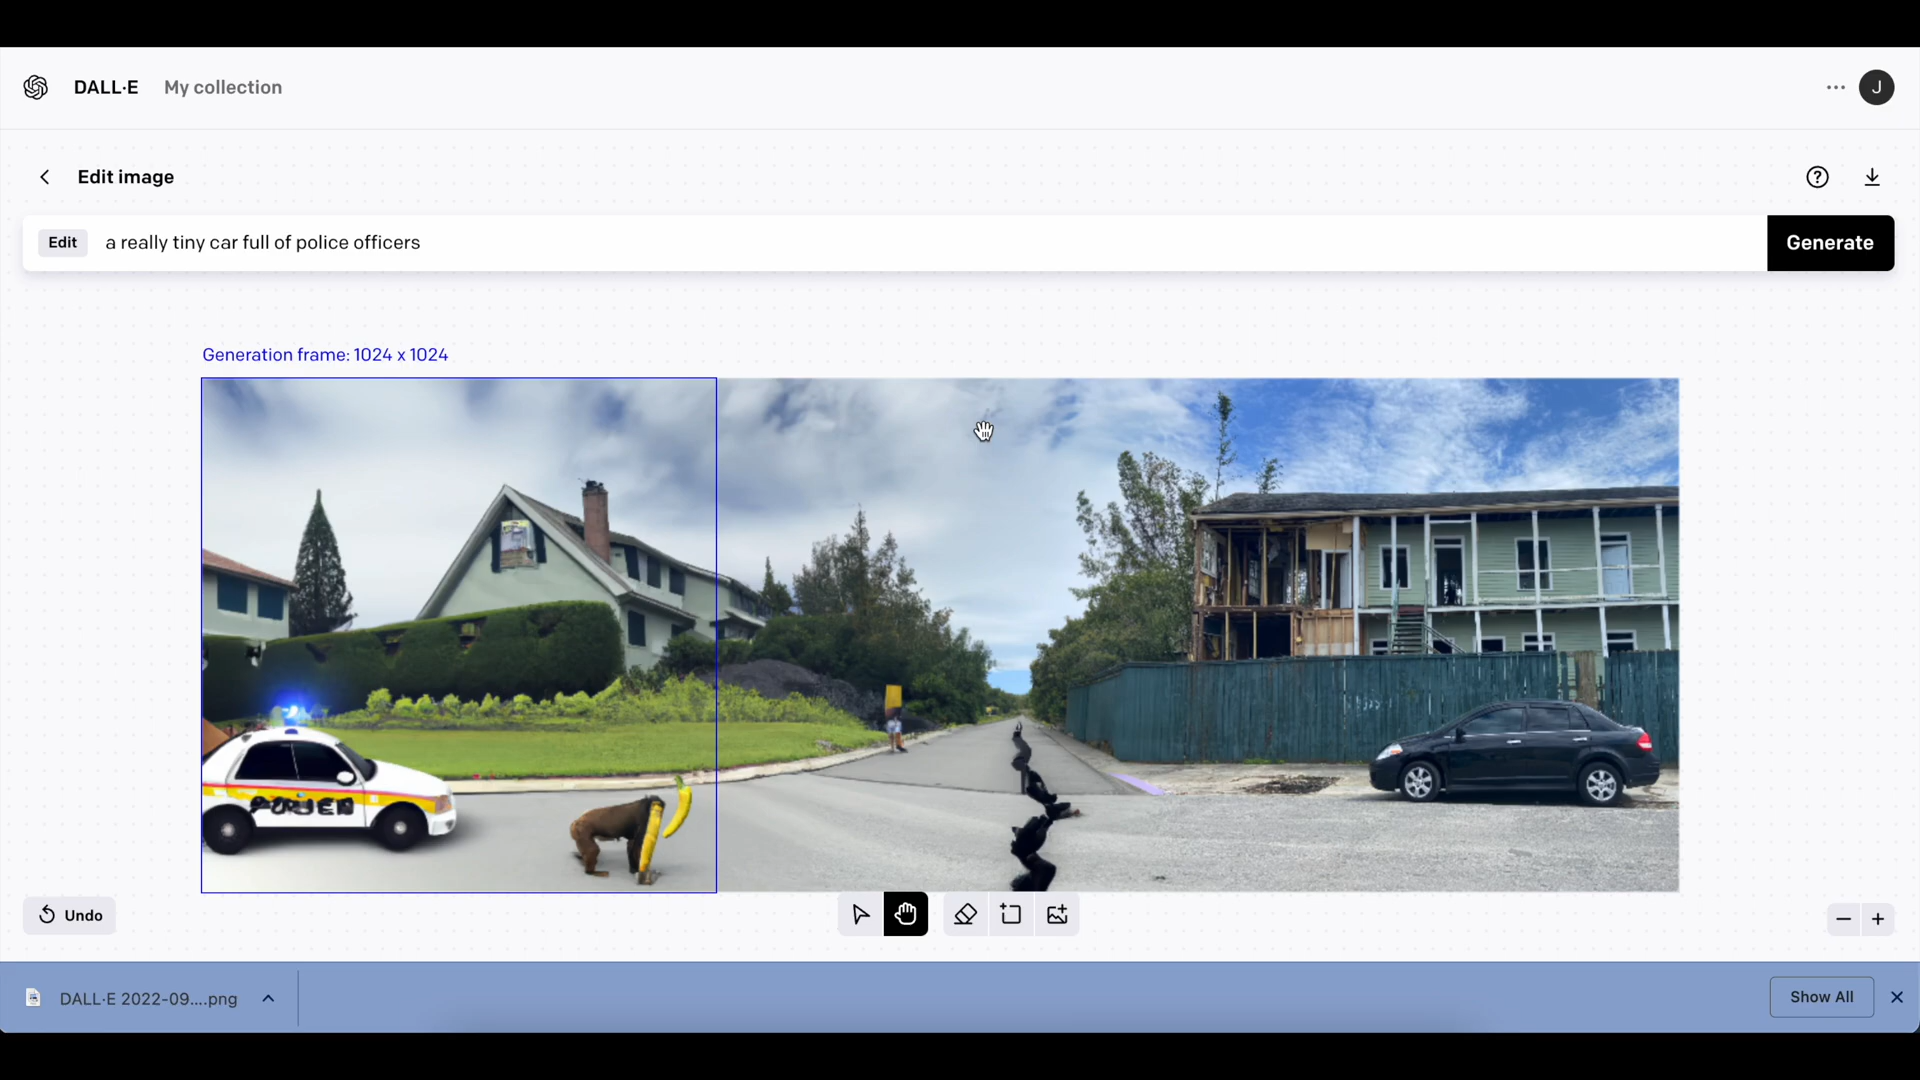 DALL·E My collection
... J
Edit image
Edit a really tiny car full of police officers
Generate
Generation frame: 1024 x 1024
Undo
DALL·E 2022-09....png
Show All